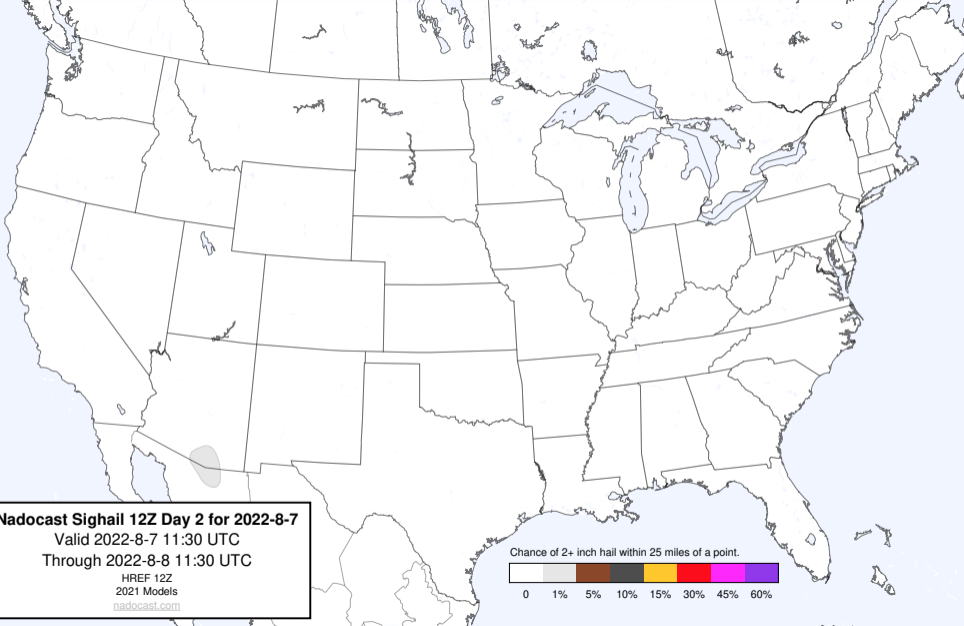 Nadocast Sighail 12Z Day 2 for 2022-8-7
Valid 2022-8-7 11:30 UTC
Through 2022-8-8 11:30 UTC
HREF 12Z
2021 Models
nadocast.com
Chance of 2+ inch hail within 25 miles of a point.
0 1% 5% 10% 15% 30% 45% 60%